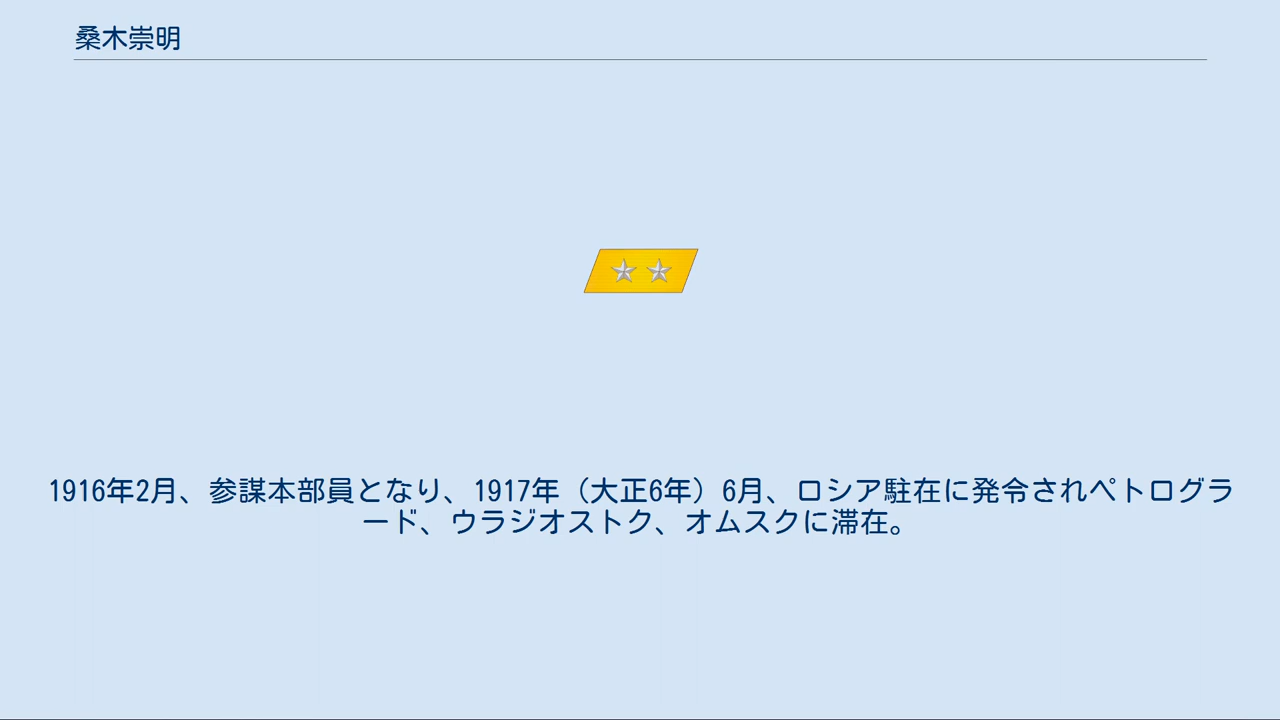 桑木崇明
1916年2月、参謀本部員となり、1917年（大正6年）6月、ロシア駐在に発令されペトログラ
ード、ウラジオストク、オムスクに滞在。